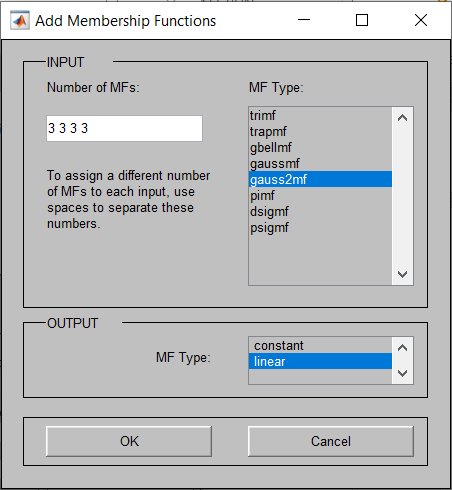 Add Membership Functions
INPUT
Number of MFs:
3 3 3 3
To assign a different number
of MFs to each input, use
spaces to separate these
numbers.
MF Type:
trimf
trapmf
gbellmf
gaussmf
gauss2mf
pimf
dsigmf
psigmf
OUTPUT
MF Type:
constant
linear
OK
Cancel